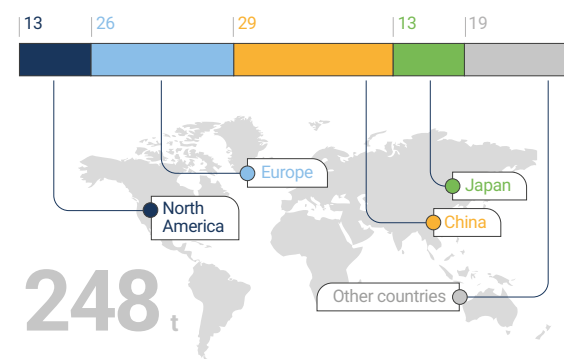 13 26 29 13 19
Europe
Japan
North
America
China
Other countries
248 t